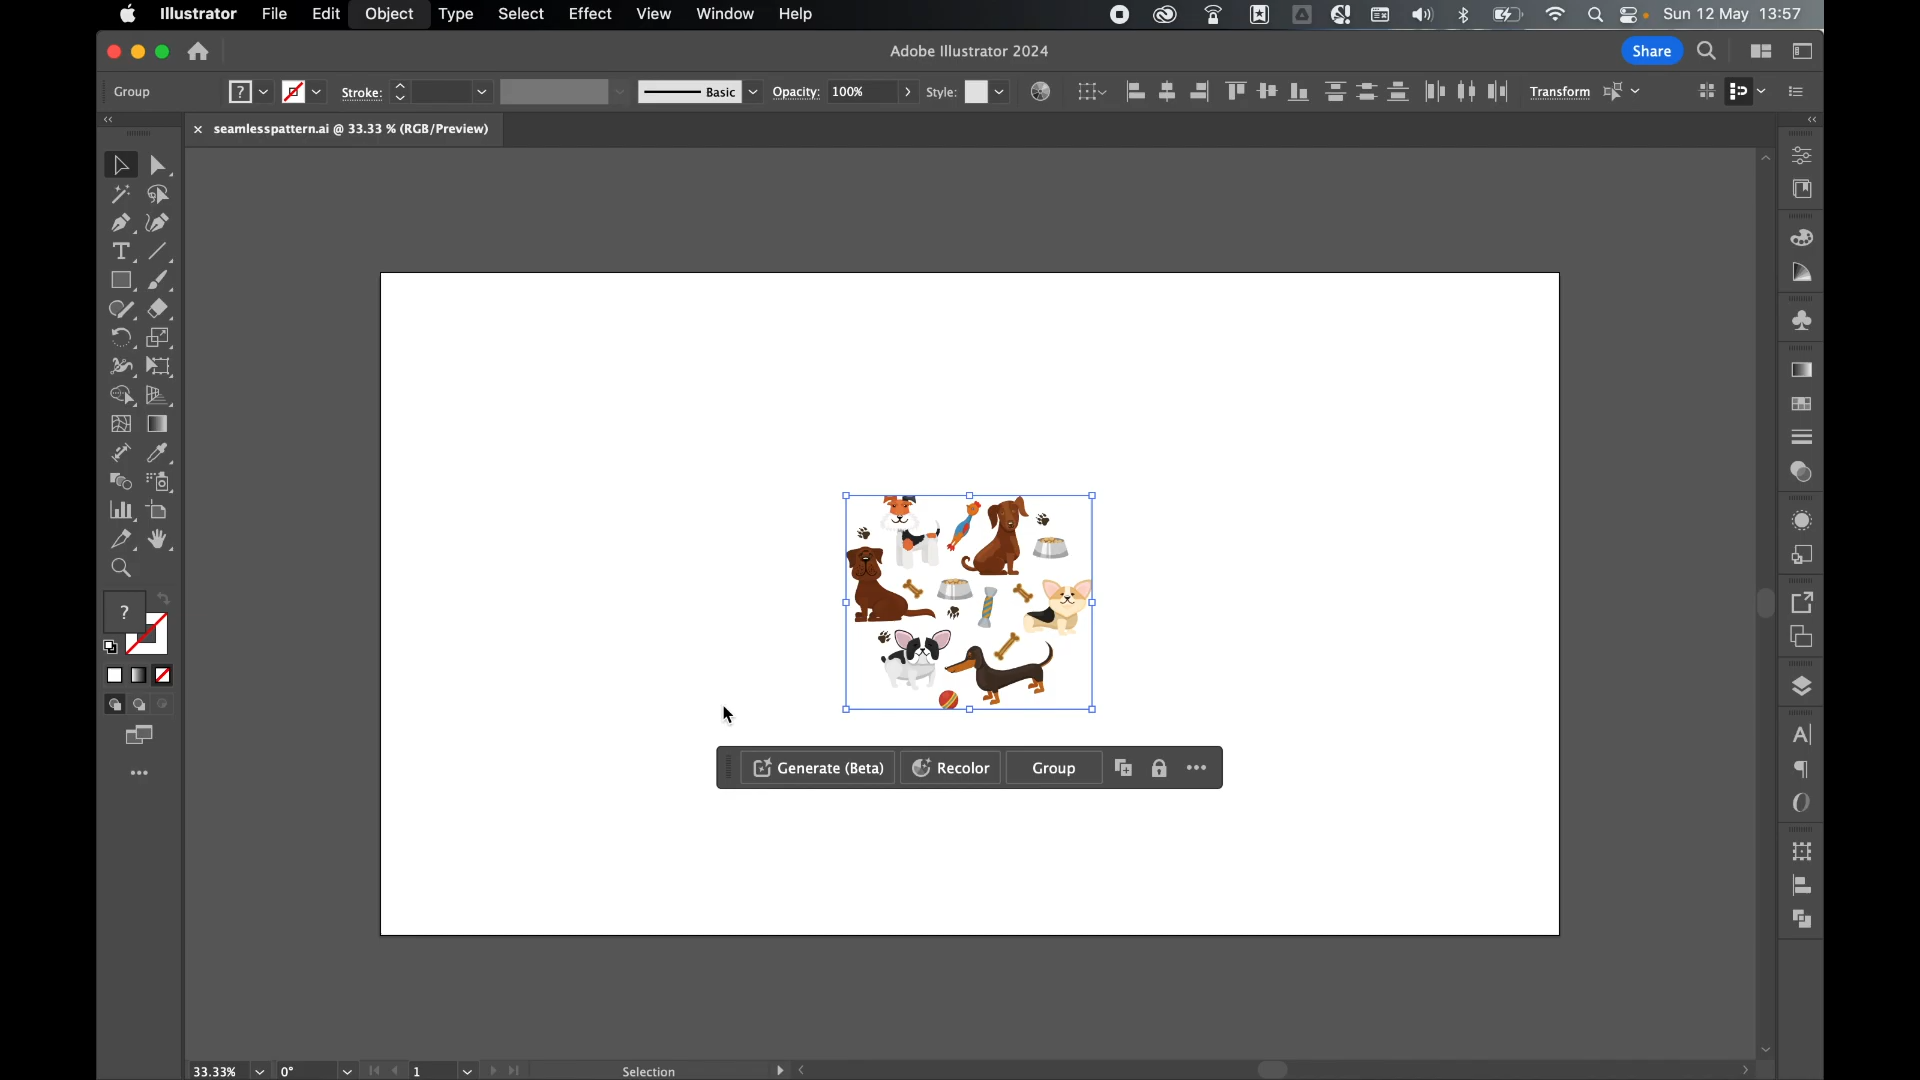 Illustrator File Edit Object Type Select Effect View Window Help Sun 12 May 13:57
Adobe Illustrator 2024 Share
Group ? Stroke: Basic Opacity: 100% Style: Transform
× seamlesspattern.ai @ 33.33 % (RGB/Preview)
?
Generate (Beta) Recolor Group
33.33% 0° 1 Selection